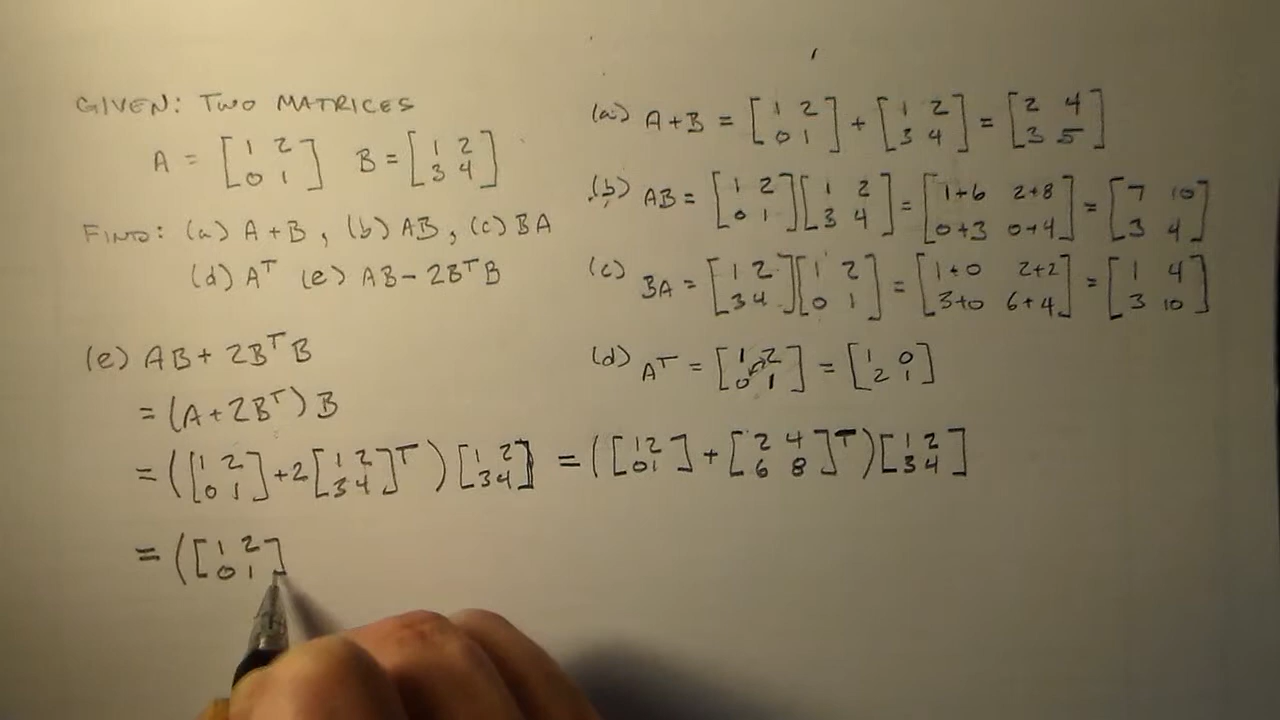 GIVEN: TWO MATRICES
A = [1 2; 0 1] B = [1 2; 3 4]
FIND: (a) A+B, (b) AB, (c) BA
(d) Aᵀ (e) AB - 2BᵀB
(a) A+B = [1 2; 0 1] + [1 2; 3 4] = [2 4; 3 5]
(b) AB = [1 2; 0 1][1 2; 3 4] = [1+6 2+8; 0+3 0+4] = [7 10; 3 4]
(c) BA = [1 2; 3 4][1 2; 0 1] = [1+0 2+2; 3+0 6+4] = [1 4; 3 10]
(d) Aᵀ = [1 2; 0 1] = [1 0; 2 1]
(e) AB + 2BᵀB
= (A + 2Bᵀ) B
= ([1 2; 0 1] + 2[1 2; 3 4]ᵀ) [1 2; 3 4] = ([1 2; 0 1] + [2 4; 6 8]ᵀ) [1 2; 3 4]
= ([1 2; 0 1]